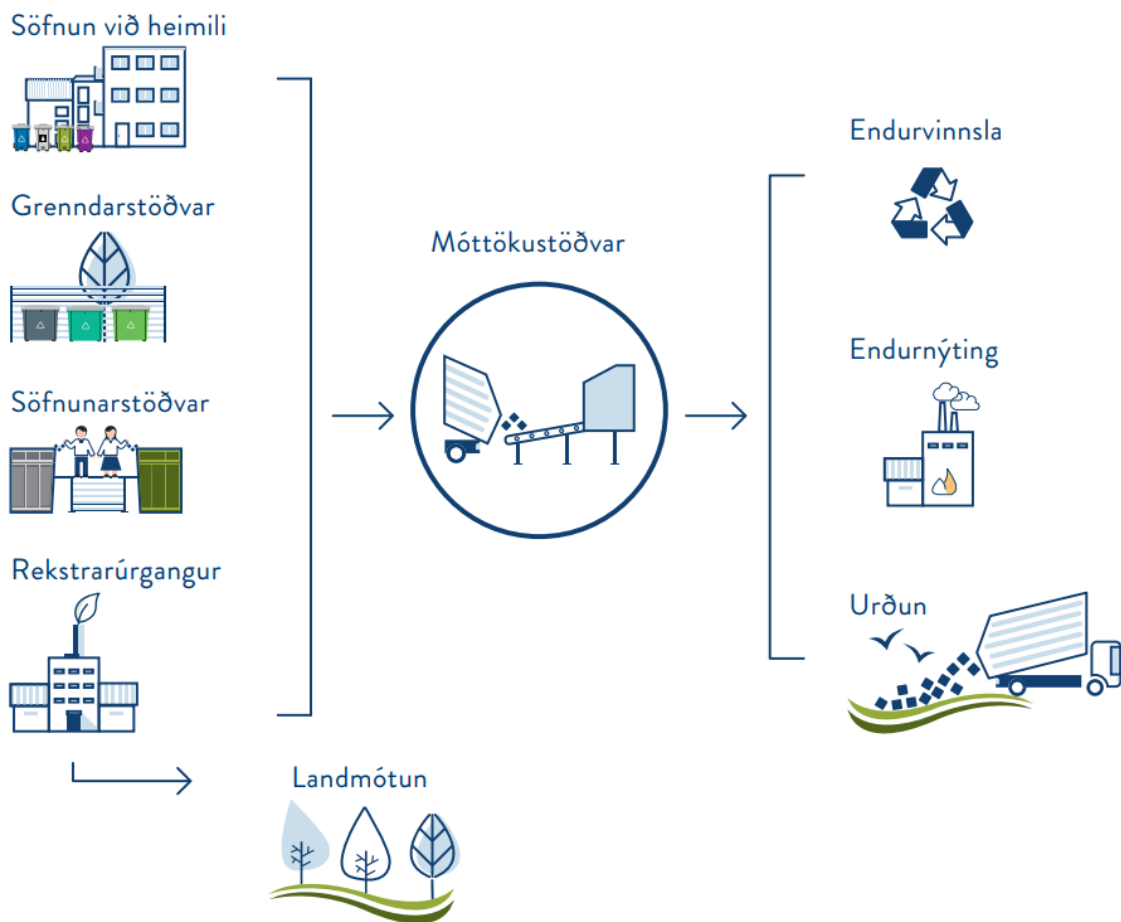 Söfnun við heimili
Grenndarstöðvar
Söfnunarstöðvar
Rekstrarúrgangur
Landmótun
Móttökustöðvar
Endurvinnsla
Endurnýting
Urðun